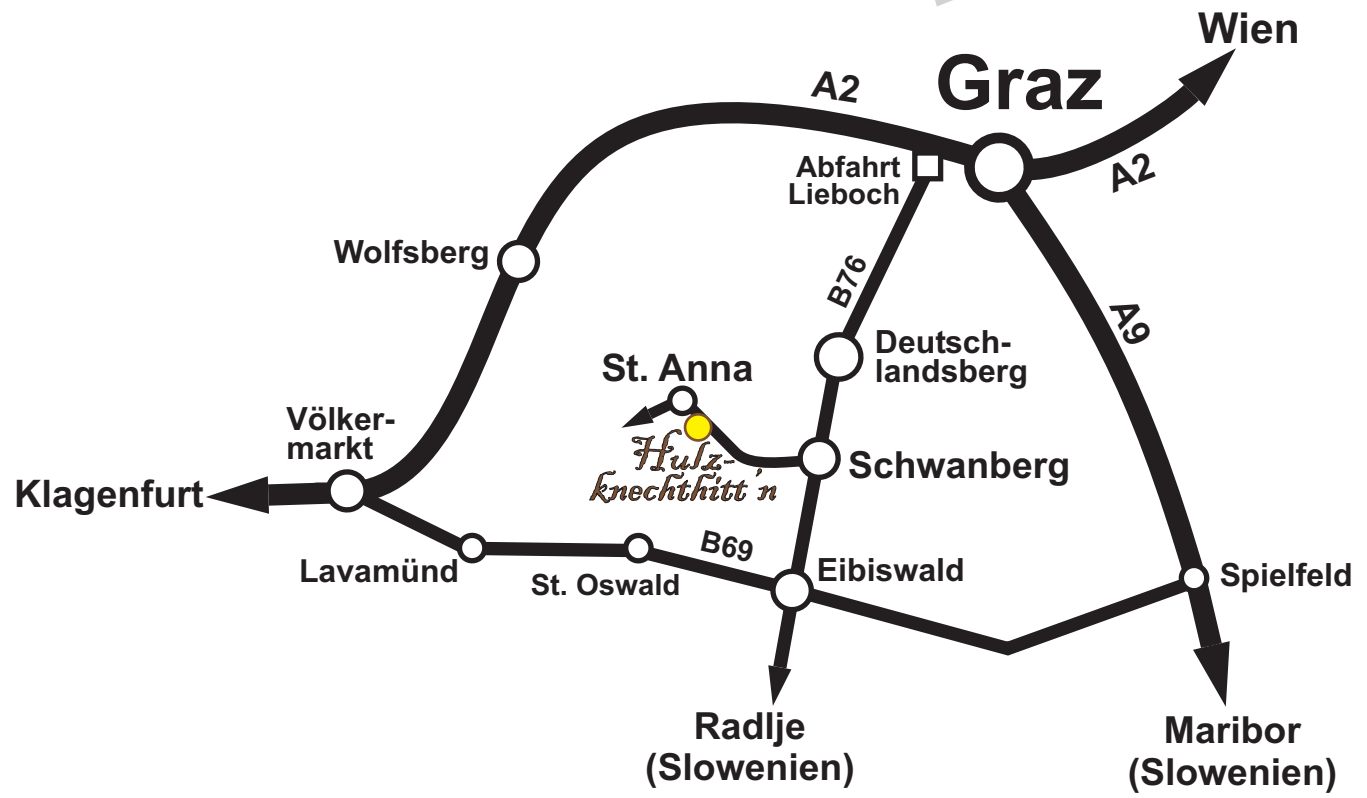 Wien
Graz
A2
A2
Abfahrt
Lieboch
Wolfsberg
B76
A9
Deutsch-
landsberg
St. Anna
Völker-
markt
Hulz-
knechthitt'n
Schwanberg
Klagenfurt
B69
Lavamünd
St. Oswald
Eibiswald
Spielfeld
Radlje
(Slowenien)
Maribor
(Slowenien)